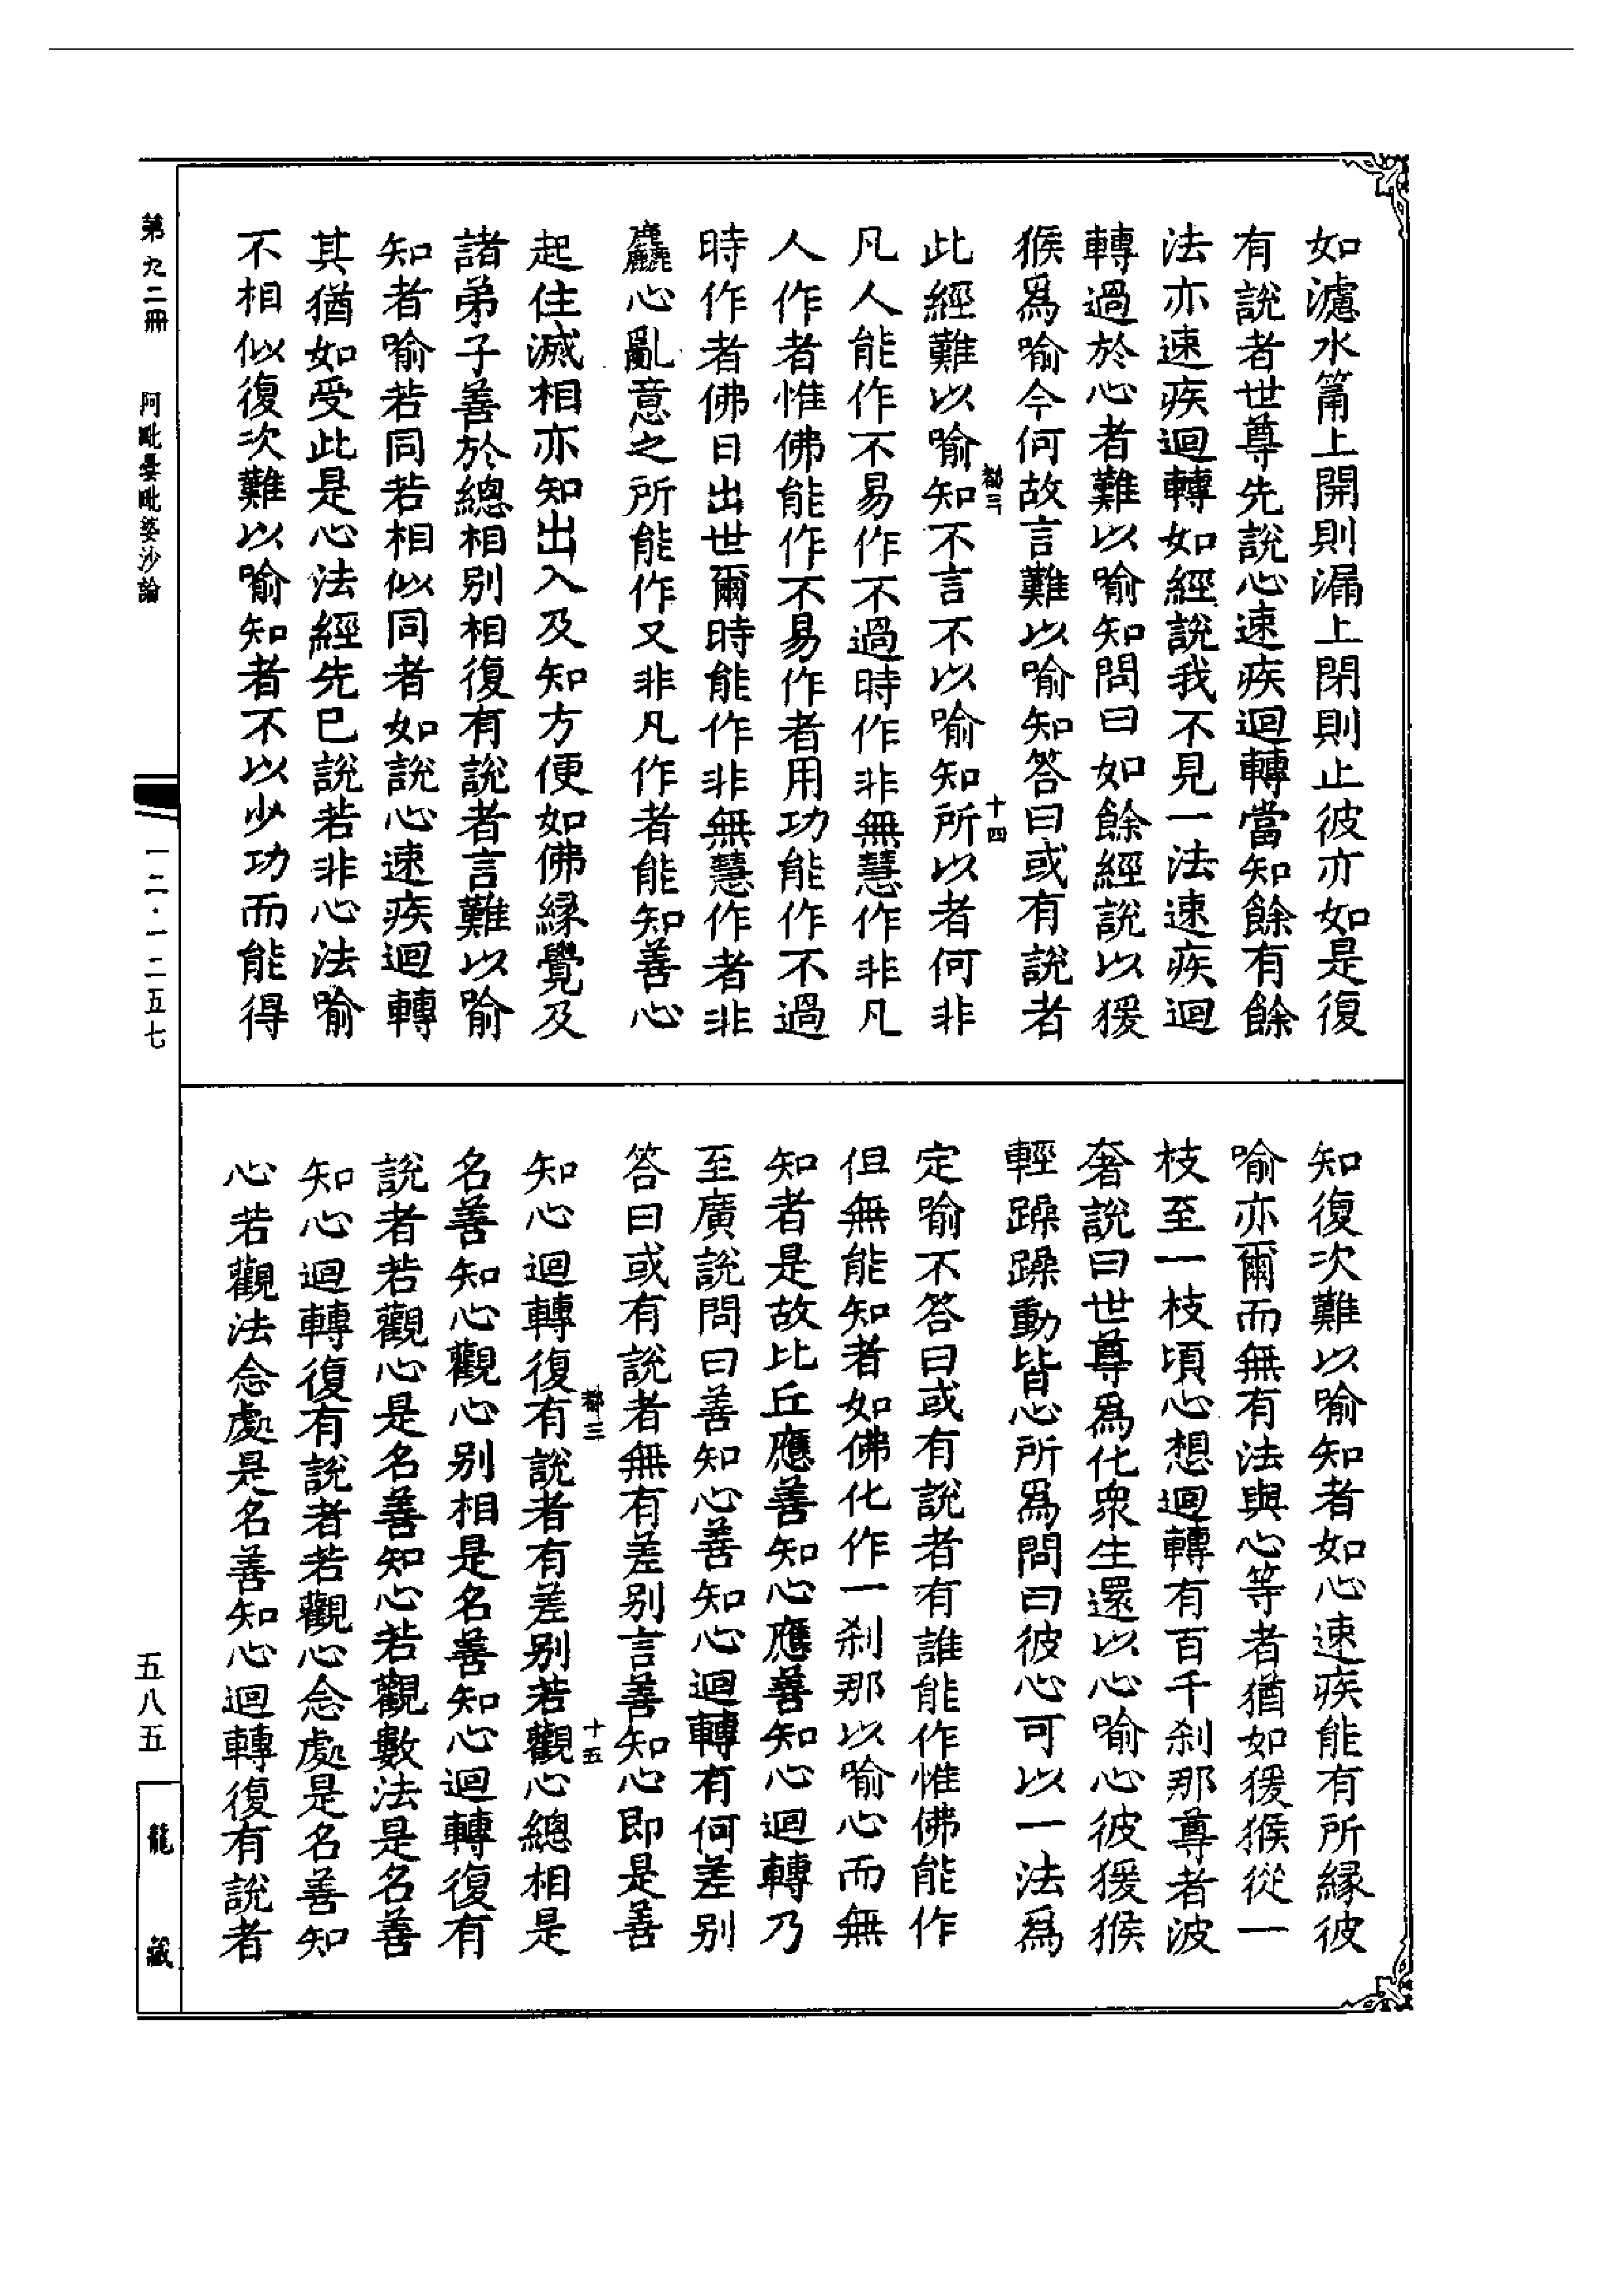 如濾水筩上開則漏上閉則止彼亦如是復
有說者世尊先說心速疾迴轉當知餘有餘
法亦速疾迴轉如經說我不見一法速疾迴
轉過於心者難以喻知問曰如餘經說以猨
猴爲喻今何故言難以喻知答曰或有說者
都三
十四
此經難以喻知不言不以喻知所以者何非
凡人能作不易作不過時作非無慧作非凡
人作者惟佛能作不易作者用功能作不過
時作者佛日出世爾時能作非無慧作者非
麤心亂意之所能作又非凡作者能知善心
起住滅相亦知出入及知方便如佛緣覺及
諸弟子善於總相別相復有說者言難以喻
知者喻若同若相似同者如說心速疾迴轉
其猶如受此是心法經先已說若非心法喻
不相似復次難以喻知者不以少功而能得
知復次難以喻知者如心速疾能有所緣彼
喻亦爾而無有法與心等者猶如猨猴從一
枝至一枝頃心想迴轉有百千刹那尊者波
奢說曰世尊爲化衆生還以心喻心彼猨猴
輕躁躁動皆心所爲問曰彼心可以一法爲
定喻不答曰或有說者有誰能作惟佛能作
但無能知者如佛化作一刹那以喻心而無
知者是故比丘應善知心應善知心迴轉乃
至廣說問曰善知心善知心迴轉有何差别
答曰或有說者無有差别言善知心即是善
都三
十五
知心迴轉復有說者有差别若觀心總相是
名善知心觀心别相是名善知心迴轉復有
說者若觀心是名善知心若觀數法是名善
知心迴轉復有說者若觀心念處是名善知
心若觀法念處是名善知心迴轉復有說者
第九二冊 阿毗曇毗婆沙論
一二·一二五七
五八五
龍藏